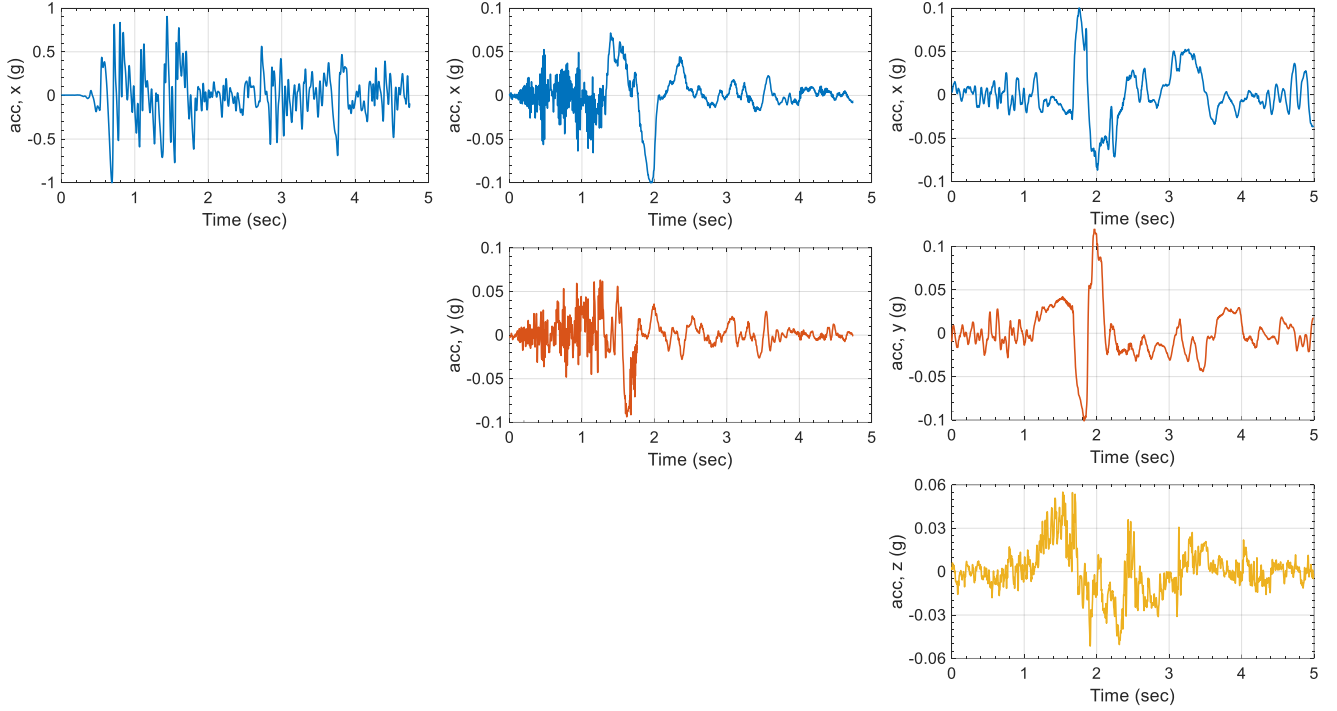 acc, x (g)
1
0.5
0
-0.5
-1
0 1 2 3 4 5
Time (sec)
acc, x (g)
0.1
0.05
0
-0.05
-0.1
0 1 2 3 4 5
Time (sec)
acc, x (g)
0.1
0.05
0
-0.05
-0.1
0 1 2 3 4 5
Time (sec)
acc, y (g)
0.1
0.05
0
-0.05
-0.1
0 1 2 3 4 5
Time (sec)
acc, y (g)
0.1
0.05
0
-0.05
-0.1
0 1 2 3 4 5
Time (sec)
acc, z (g)
0.06
0.03
0
-0.03
-0.06
0 1 2 3 4 5
Time (sec)